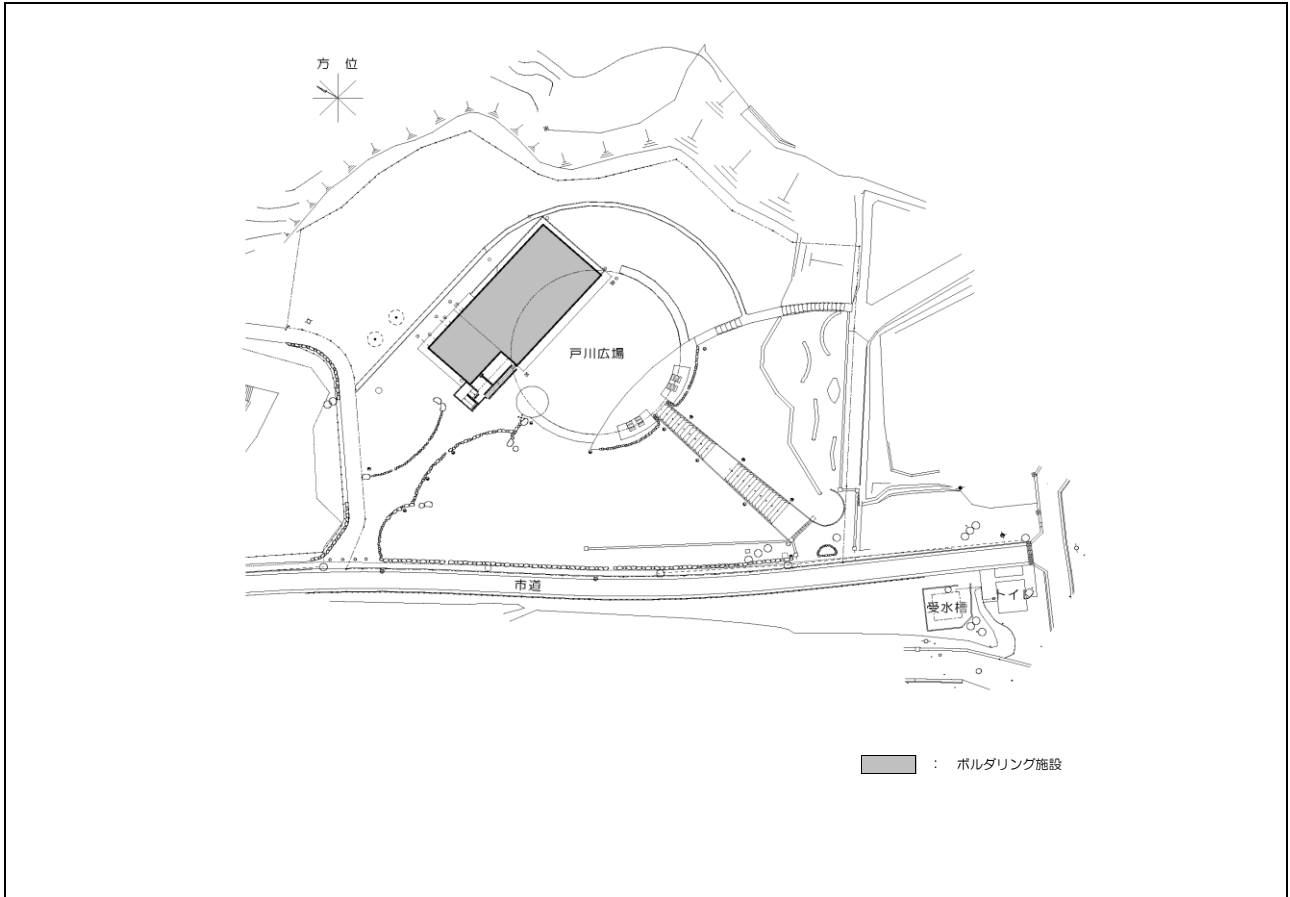 方 位
戸川広場
市道
受水槽
トイ
： ボルダリング施設